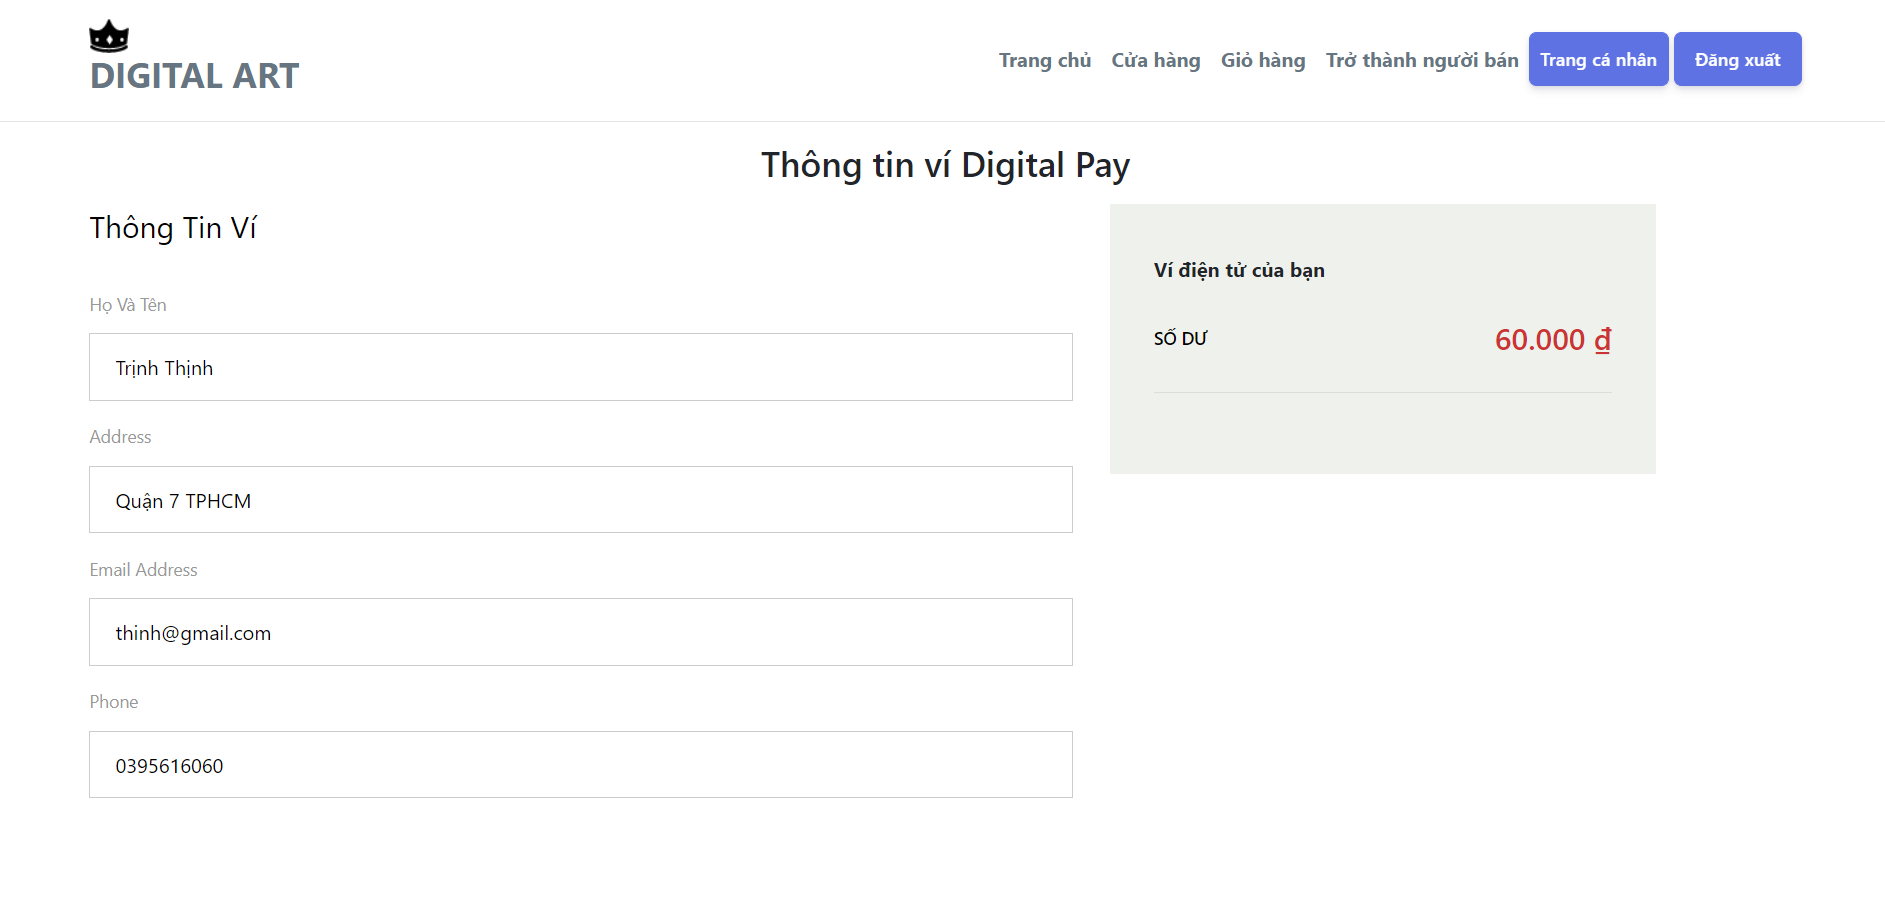 DIGITAL ART
Trang chủ Cửa hàng Giỏ hàng Trở thành người bán Trang cá nhân Đăng xuất
Thông tin ví Digital Pay
Thông Tin Ví
Họ Và Tên
Trịnh Thịnh
Address
Quận 7 TPHCM
Email Address
thinh@gmail.com
Phone
0395616060
Ví điện tử của bạn
SỐ DƯ 60.000 ₫